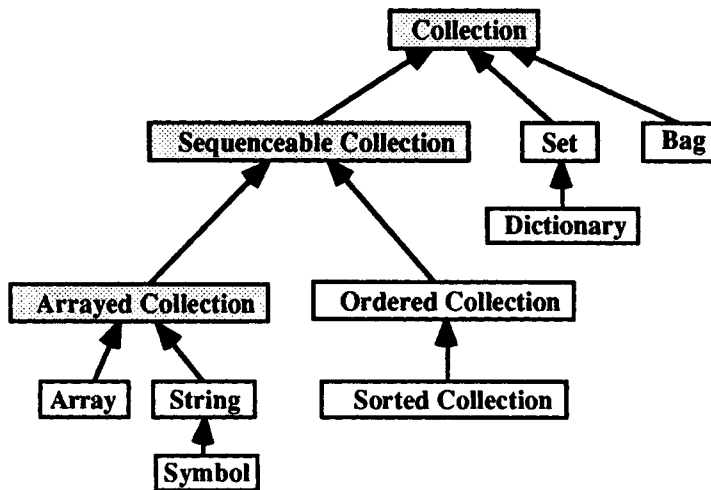 Collection
Sequenceable Collection
Set
Bag
Dictionary
Arrayed Collection
Ordered Collection
Array
String
Sorted Collection
Symbol